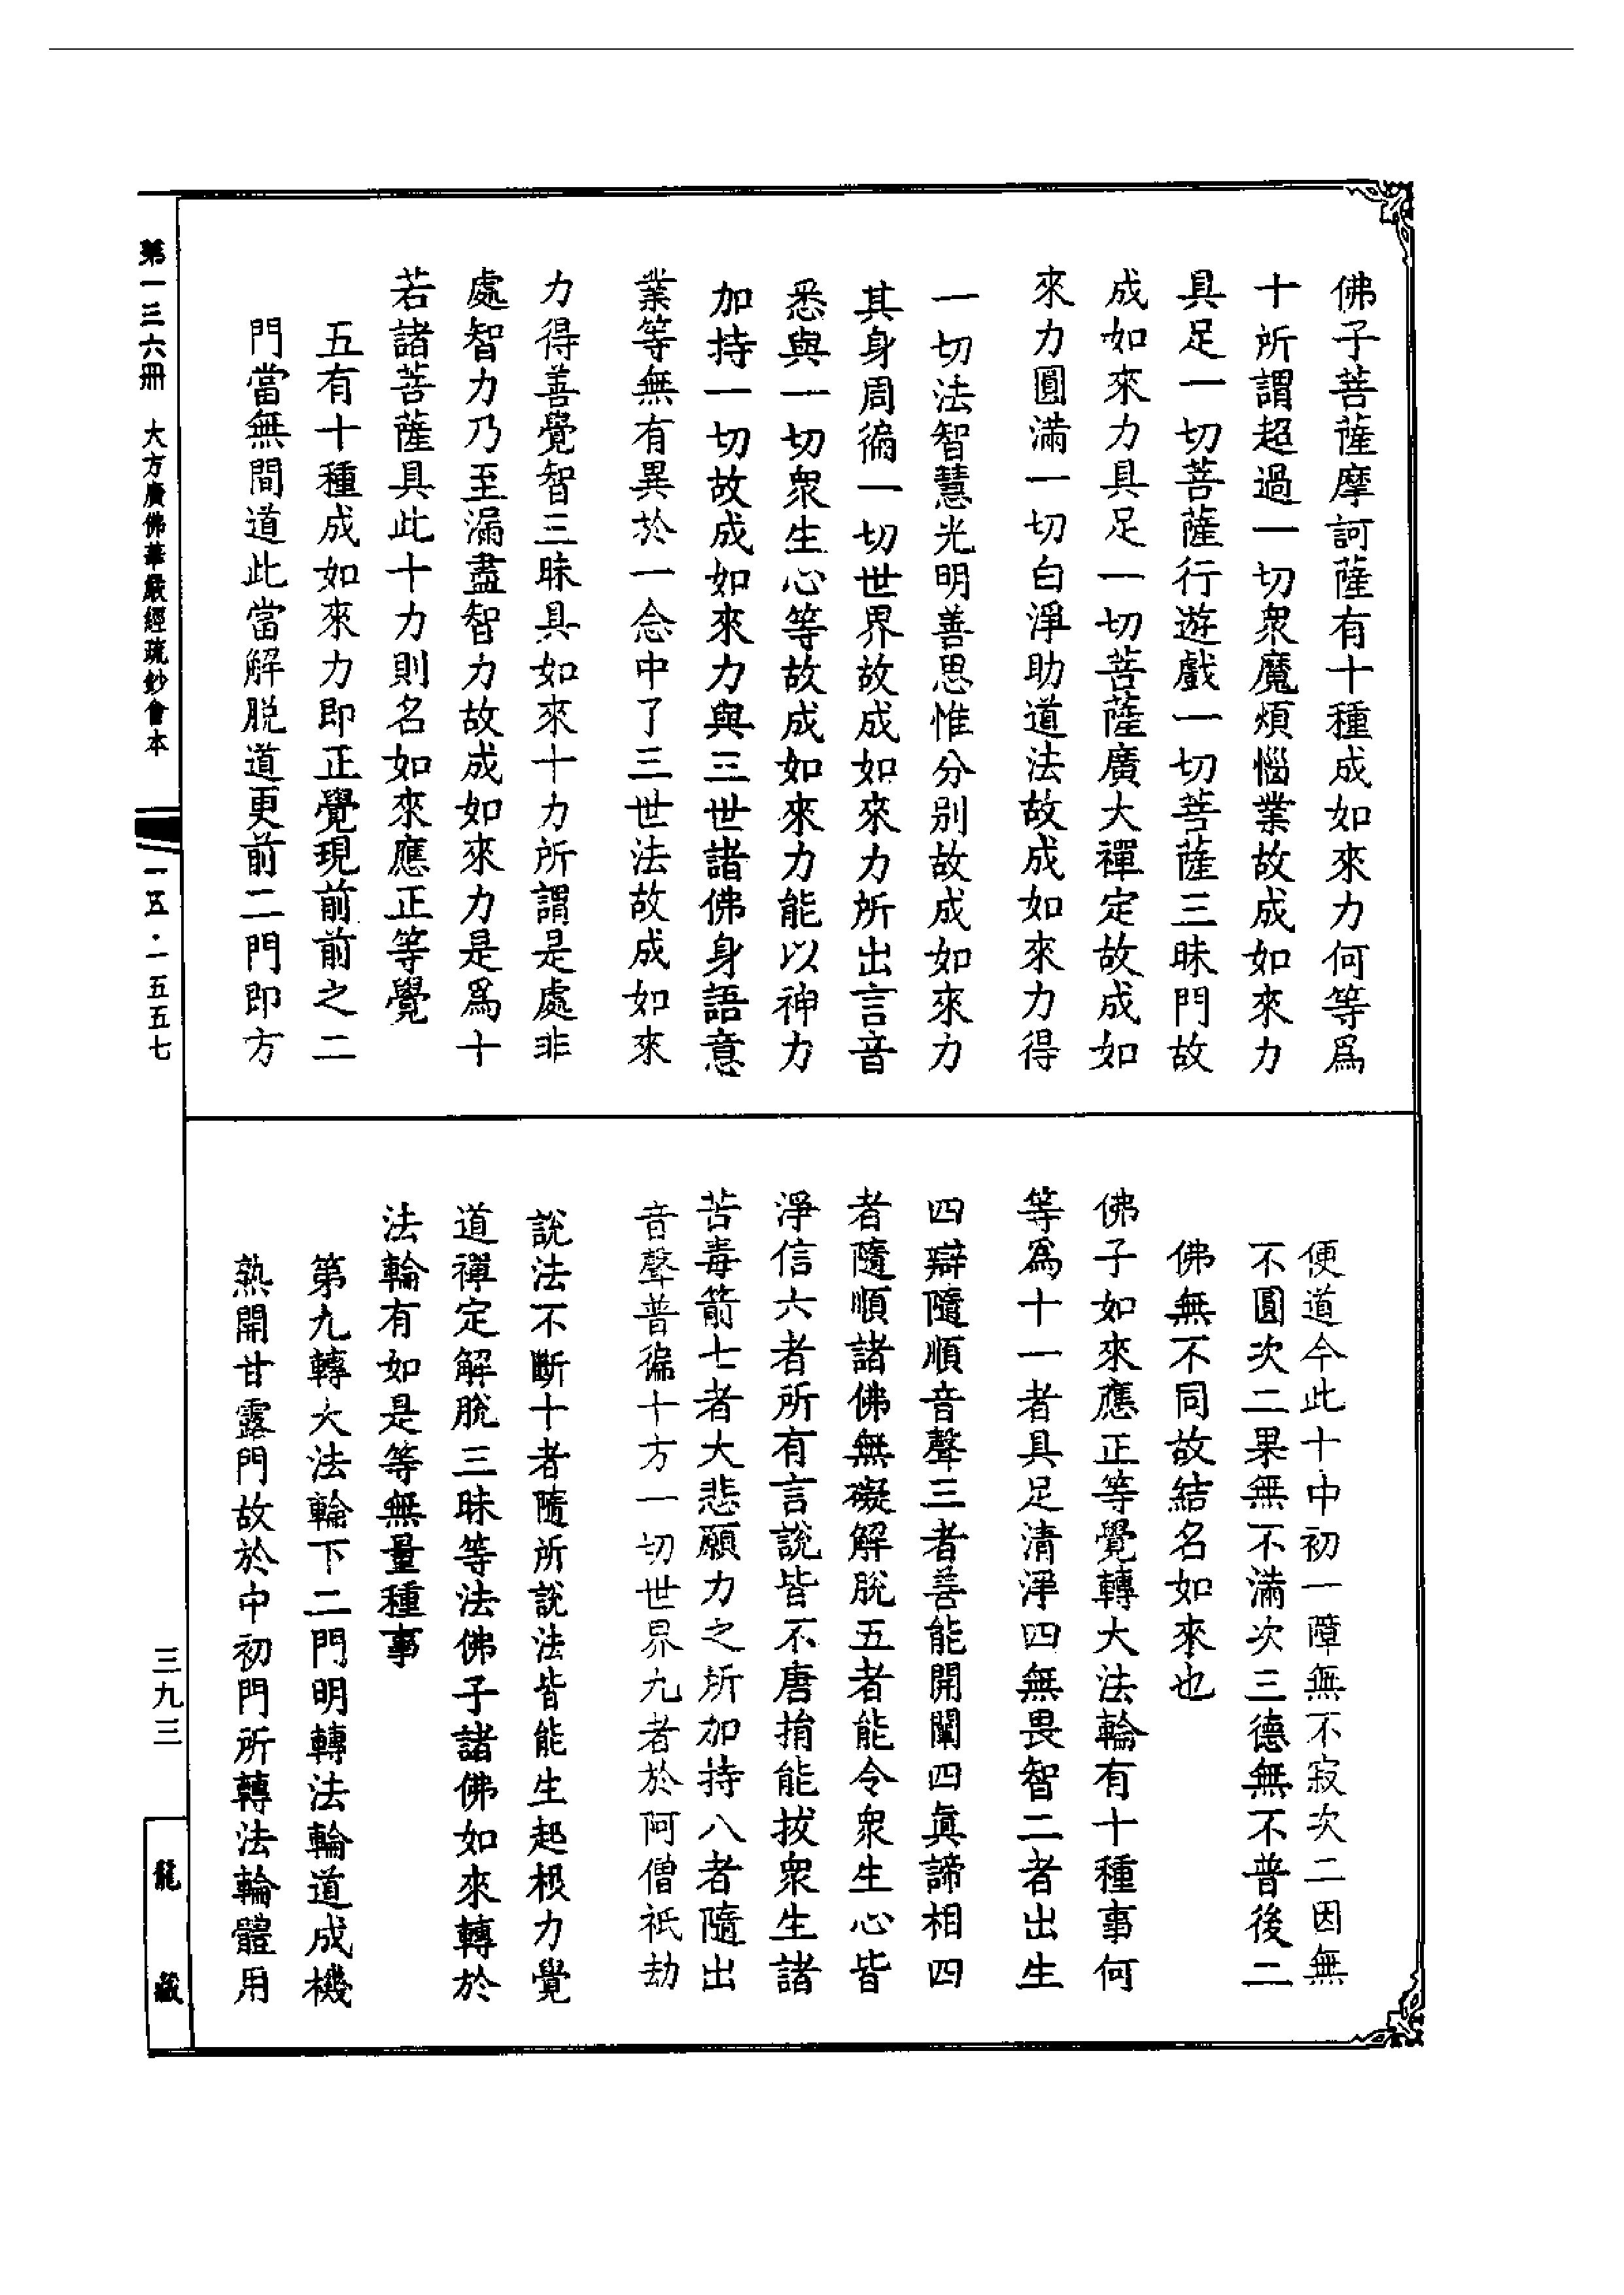 佛子菩薩摩訶薩有十種成如來力何等爲
十所謂超過一切衆魔煩惱業故成如來力
具足一切菩薩行遊戲一切菩薩三昧門故
成如來力具足一切菩薩廣大禪定故成如
來力圓滿一切白淨助道法故成如來力得
一切法智慧光明善思惟分别故成如來力
其身周徧一切世界故成如來力所出言音
悉與一切衆生心等故成如來力能以神力
加持一切故成如來力與三世諸佛身語意
業等無有異於一念中了三世法故成如來
力得善覺智三昧具如來十力所謂是處非
處智力乃至漏盡智力故成如來力是爲十
若諸菩薩具此十力則名如來應正等覺
五有十種成如來力即正覺現前前之二
門當無間道此當解脱道更前二門即方
便道今此十中初一障無不寂次二因無
不圓次二果無不滿次三德無不普後二
佛無不同故結名如來也
佛子如來應正等覺轉大法輪有十種事何
等爲十一者具足清淨四無畏智二者出生
四辯隨順音聲三者善能開闡四眞諦相四
者隨順諸佛無礙解脱五者能令衆生心皆
淨信六者所有言說皆不唐捐能拔衆生諸
苦毒箭七者大悲願力之所加持八者隨出
音聲普徧十方一切世界九者於阿僧祇劫
說法不斷十者隨所說法皆能生起根力覺
道禪定解脱三昧等法佛子諸佛如來轉於
法輪有如是等無量種事
第九轉大法輪下二門明轉法輪道成機
熟開甘露門故於中初門所轉法輪體用
第一三六冊　大方廣佛華嚴經疏鈔會本
一五·一五五七
三九三
龍藏